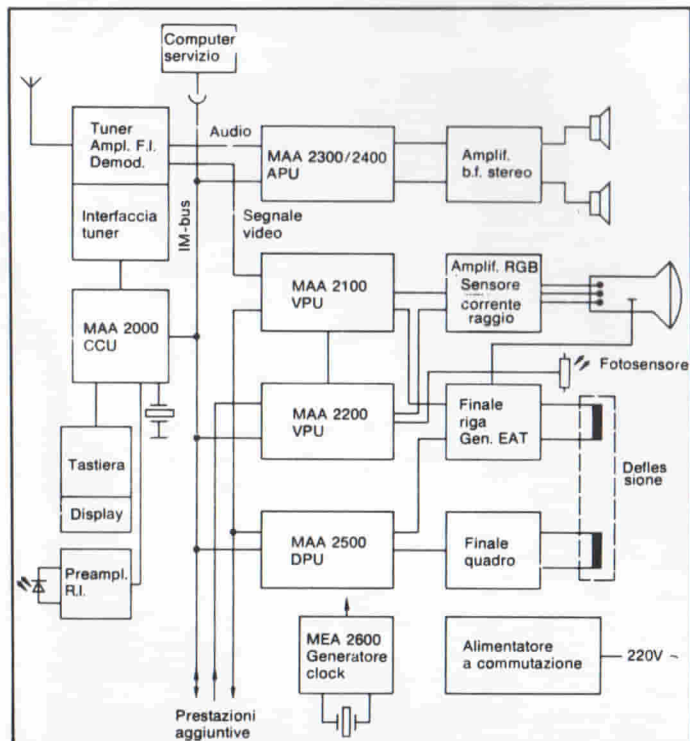 Computer
servizio
Tuner
Ampl. F.I.
Demod.
Interfaccia
tuner
Audio
MAA 2300/2400
APU
Amplif.
b.f. stereo
IM-bus
Segnale
video
MAA 2000
CCU
MAA 2100
VPU
Amplif. RGB
Sensore
corrente
raggio
Fotosensore
MAA 2200
VPU
Finale
riga
Gen. EAT
Tastiera
Display
Defles
sione
MAA 2500
DPU
Finale
quadro
Preampl.
R.I.
MEA 2600
Generatore
clock
Alimentatore
a commutazione
220V ~
Prestazioni
aggiuntive